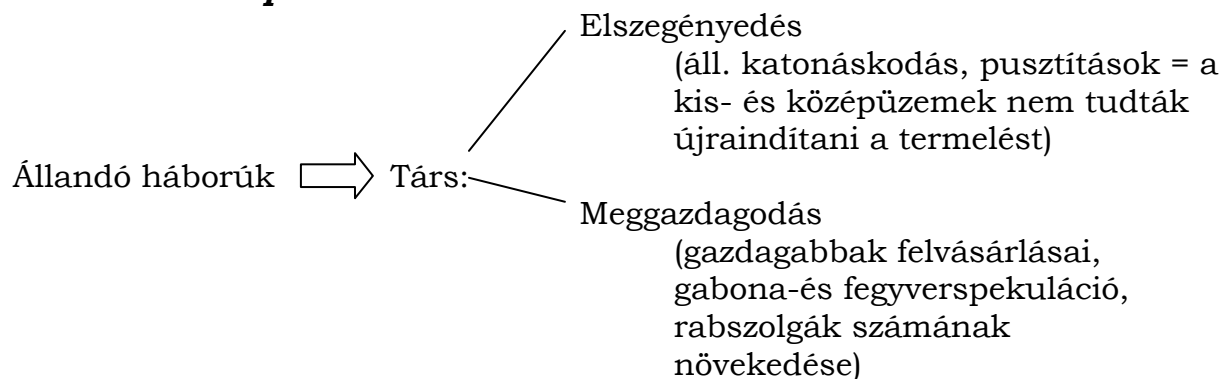 Elszegényedés
(áll. katonáskodás, pusztítások = a
kis- és középüzemek nem tudták
újraindítani a termelést)
Állandó háborúk Társ:
Meggazdagodás
(gazdagabbak felvásárlásai,
gabona-és fegyverspekuláció,
rabszolgák számának
növekedése)